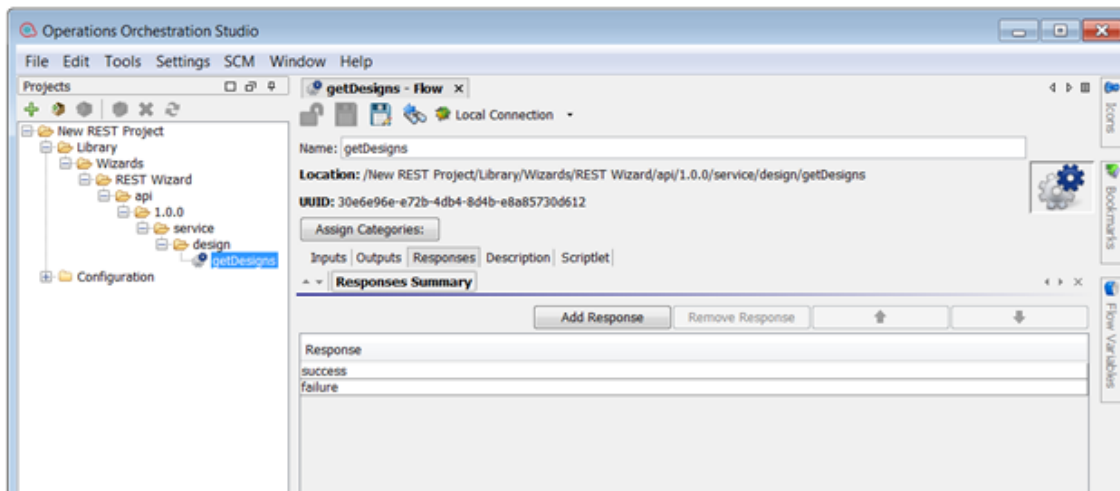 Operations Orchestration Studio
File Edit Tools Settings SCM Window Help
Projects
New REST Project
Library
Wizards
REST Wizard
api
1.0.0
service
design
getDesigns
Configuration
getDesigns - Flow
Local Connection
Name: getDesigns
Location: /New REST Project/Library/Wizards/REST Wizard/api/1.0.0/service/design/getDesigns
UUID: 30e6e96e-e72b-4db4-8d4b-e8a85730d612
Assign Categories:
Inputs Outputs Responses Description Scriptlet
Responses Summary
Add Response Remove Response
Response
success
failure
Icons
Bookmarks
Flow Variables